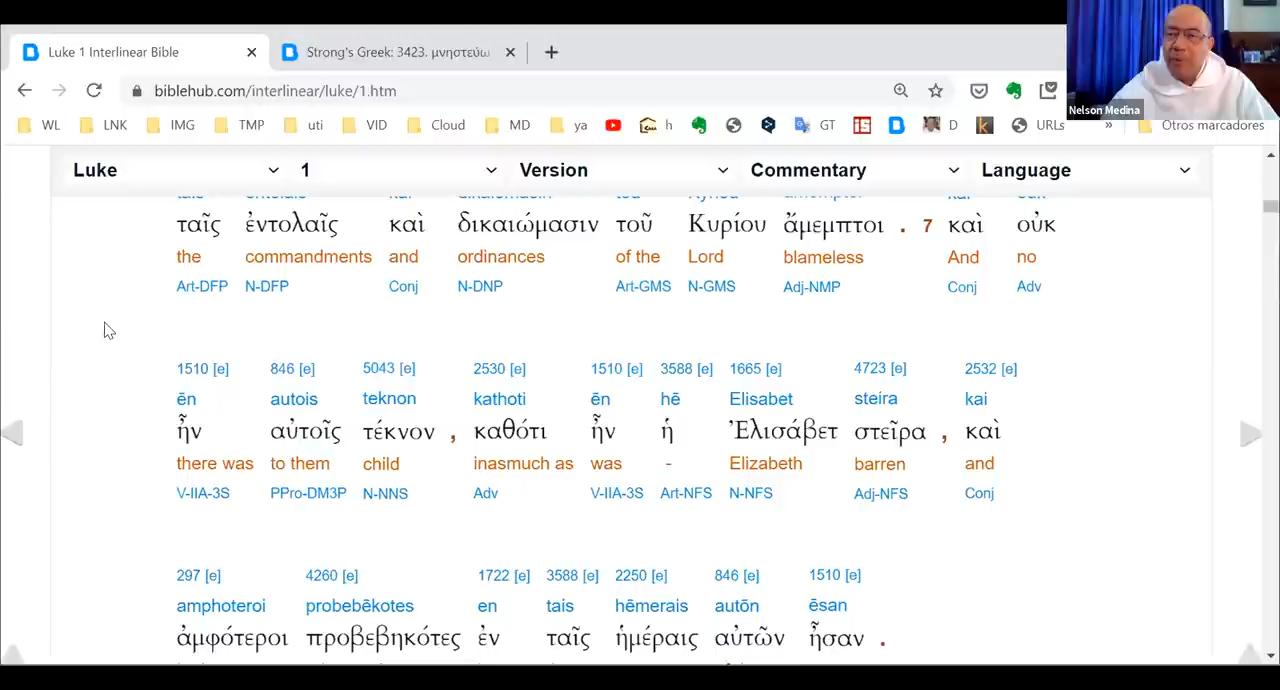 Luke 1 Interlinear Bible
Strong's Greek: 3423. μνηστεύω
biblehub.com/interlinear/luke/1.htm
Nelson Medina
WL LNK IMG TMP uti VID Cloud MD ya h GT D k URLs » Otros marcadores
Luke 1 Version Commentary Language
ταῖς ἐντολαῖς καὶ δικαιώμασιν τοῦ Κυρίου ἄμεμπτοι . 7 καὶ οὐκ
the commandments and ordinances of the Lord blameless And no
Art-DFP N-DFP Conj N-DNP Art-GMS N-GMS Adj-NMP Conj Adv
1510 [e] 846 [e] 5043 [e] 2530 [e] 1510 [e] 3588 [e] 1665 [e] 4723 [e] 2532 [e]
ēn autois teknon kathoti ēn hē Elisabet steira kai
ἦν αὐτοῖς τέκνον , καθότι ἦν ἡ Ἐλισάβετ στεῖρα , καὶ
there was to them child inasmuch as was - Elizabeth barren and
V-IIA-3S PPro-DM3P N-NNS Adv V-IIA-3S Art-NFS N-NFS Adj-NFS Conj
297 [e] 4260 [e] 1722 [e] 3588 [e] 2250 [e] 846 [e] 1510 [e]
amphoteroi probebēkotes en tais hēmerais autōn ēsan
ἀμφότεροι προβεβηκότες ἐν ταῖς ἡμέραις αὐτῶν ἦσαν .